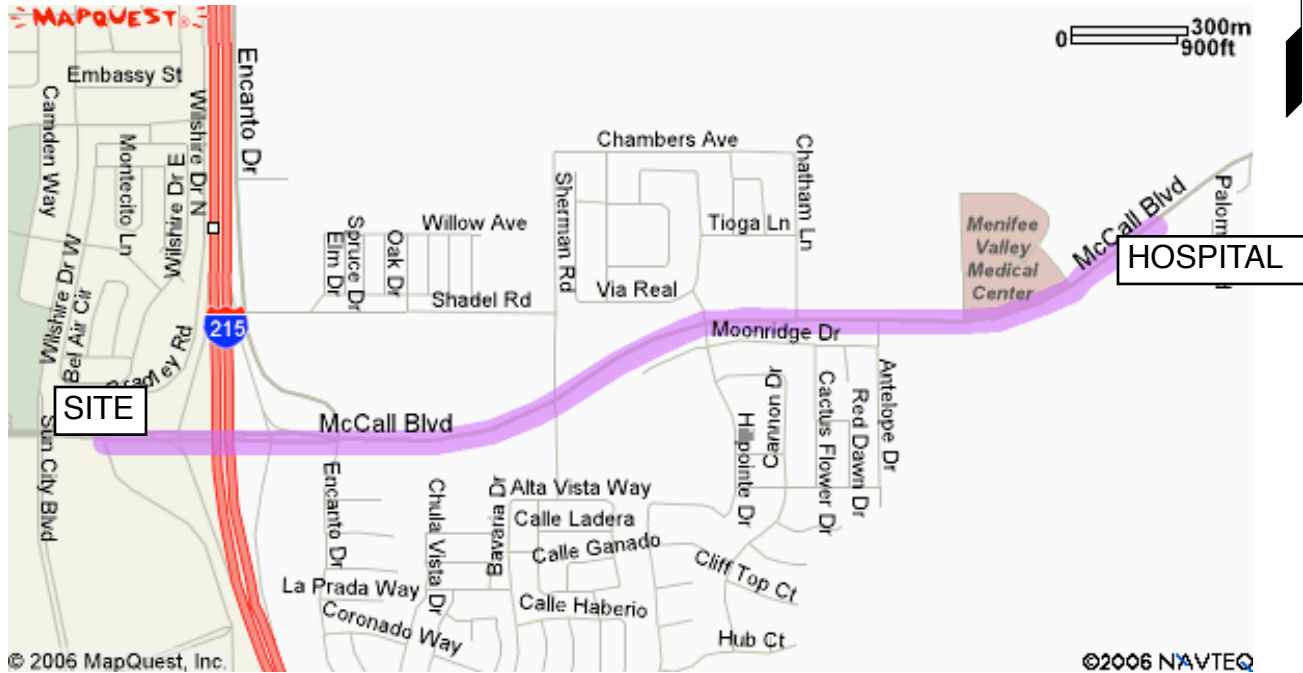 MAPQUEST
300m
0
900ft
Embassy St
Encanto Dr
Camden Way
Wilshire Dr N
Montecito Ln
Wilshire Dr E
Chambers Ave
Chatham Ln
Sherman Rd
Willow Ave
Tioga Ln
Spruce Dr
Elm Dr
Oak Dr
Menifee
Valley
Medical
Center
McCall Blvd
HOSPITAL
Wilshire Dr W
Bel Air Cir
Via Real
Shadel Rd
215
Moonridge Dr
Bradley Rd
SITE
McCall Blvd
Sun City Blvd
Cannon Dr
Hillpointe Dr
Cactus Flower Dr
Red Dawn Dr
Antelope Dr
Encanto Dr
Chula Vista Dr
Bavaria Dr
Alta Vista Way
Calle Ladera
Calle Ganado
Cliff Top Ct
La Prada Way
Coronado Way
Calle Haberio
Hub Ct
© 2006 MapQuest, Inc.
©2006 NAVTEQ